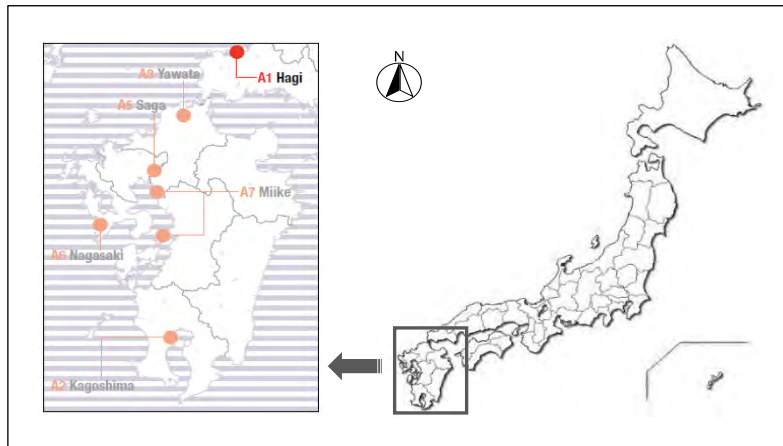 A1 Hagi
A8 Yawata
A5 Saga
A7 Miike
A6 Nagasaki
A2 Kagoshima
N